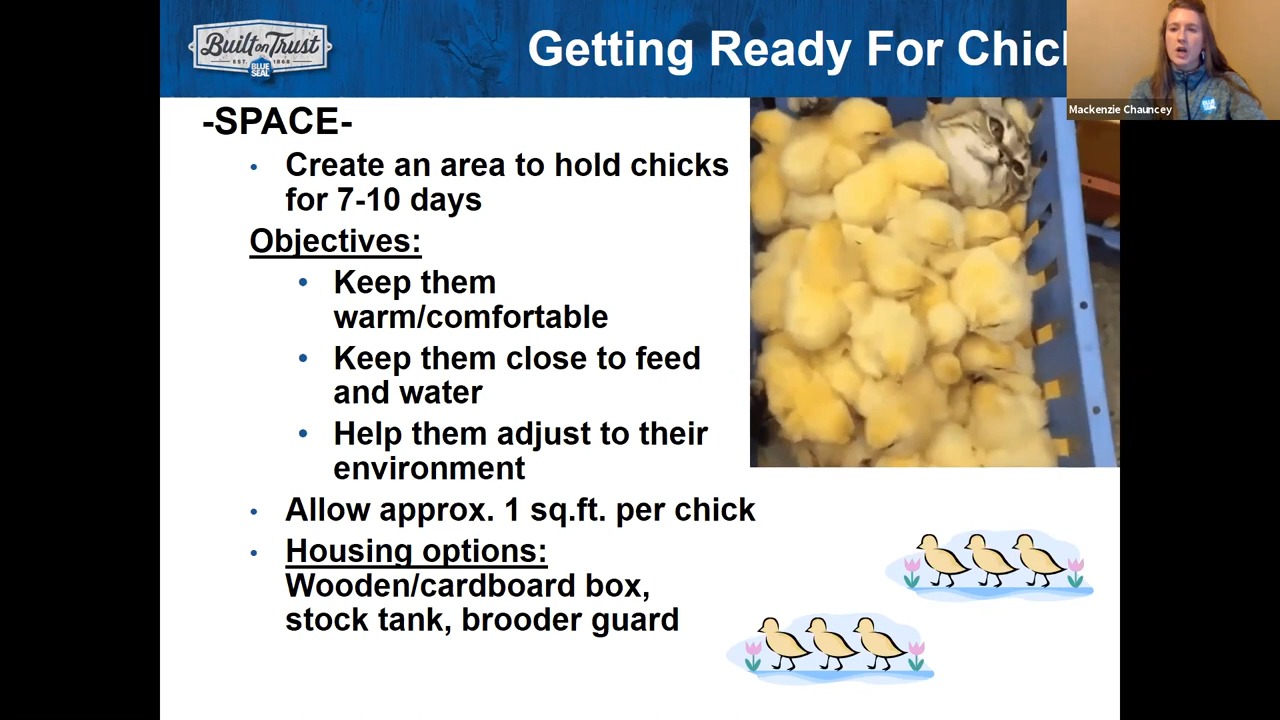 Built on Trust
EST. 1868
BLUE
SEAL
Getting Ready For Chic
Mackenzie Chauncey
-SPACE-
• Create an area to hold chicks
for 7-10 days
Objectives:
• Keep them
warm/comfortable
• Keep them close to feed
and water
• Help them adjust to their
environment
• Allow approx. 1 sq.ft. per chick
• Housing options:
Wooden/cardboard box,
stock tank, brooder guard